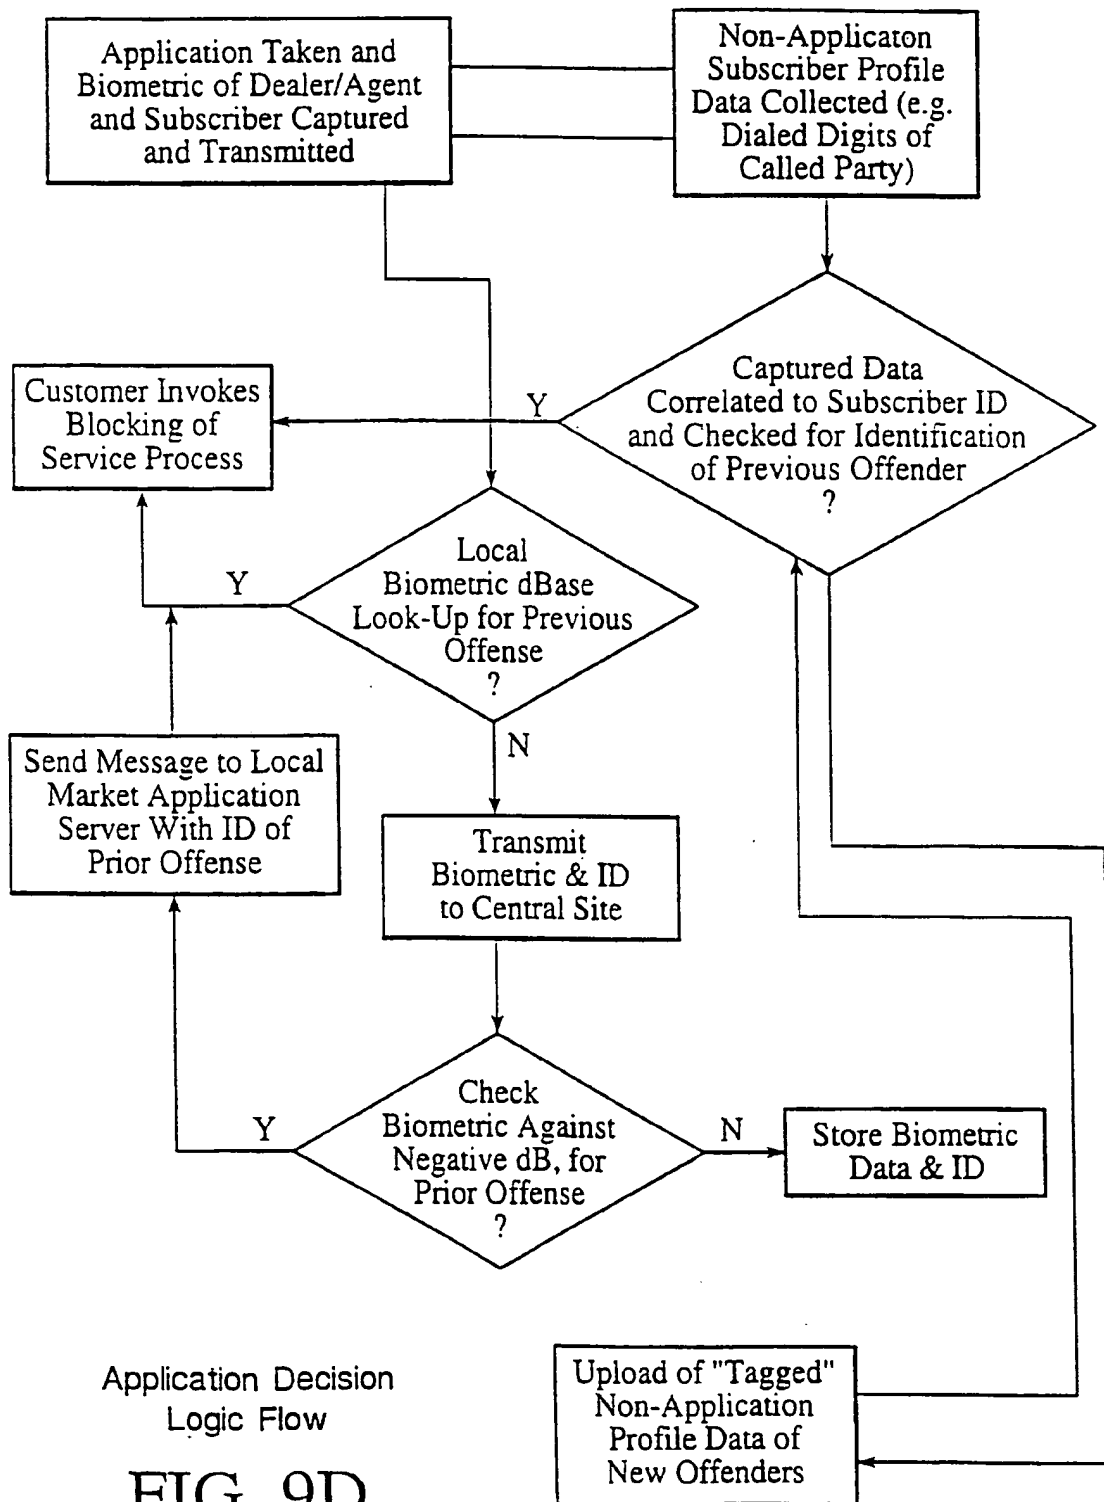 Application Taken and
Biometric of Dealer/Agent
and Subscriber Captured
and Transmitted
Non-Applicaton
Subscriber Profile
Data Collected (e.g.
Dialed Digits of
Called Party)
Captured Data
Correlated to Subscriber ID
and Checked for Identification
of Previous Offender
?
Y
Customer Invokes
Blocking of
Service Process
Local
Biometric dBase
Look-Up for Previous
Offense
?
Y
N
Send Message to Local
Market Application
Server With ID of
Prior Offense
Transmit
Biometric & ID
to Central Site
Check
Biometric Against
Negative dB, for
Prior Offense
?
Y
N
Store Biometric
Data & ID
Upload of "Tagged"
Non-Application
Profile Data of
New Offenders
Application Decision
Logic Flow
FIG. 9D